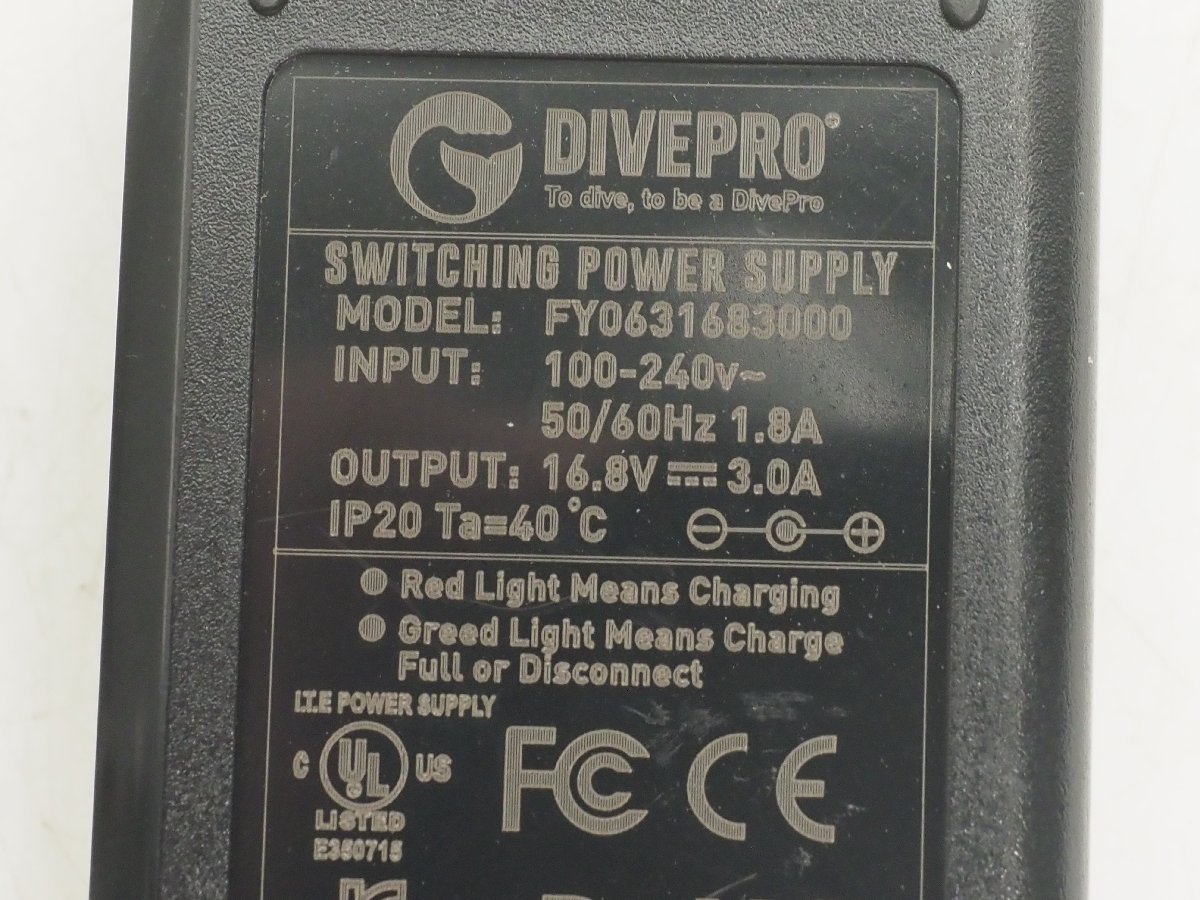 DIVEPRO®
To dive, to be a DivePro
SWITCHING POWER SUPPLY
MODEL: FY0631683000
INPUT: 100-240v~
50/60Hz 1.8A
OUTPUT: 16.8V⎓3.0A
IP20 Ta=40°C
Red Light Means Charging
Greed Light Means Charge
Full or Disconnect
I.T.E POWER SUPPLY
C UL US
LISTED
E350715
FC CE